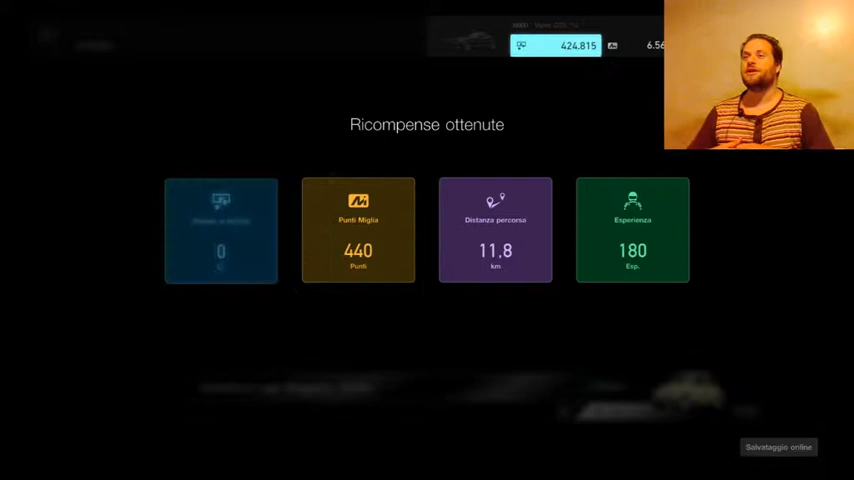 424.815
6.56
Ricompense ottenute
0
Punti Miglia
440
Punti
Distanza percorsa
11,8
km
Esperienza
180
Esp.
Salvataggio online